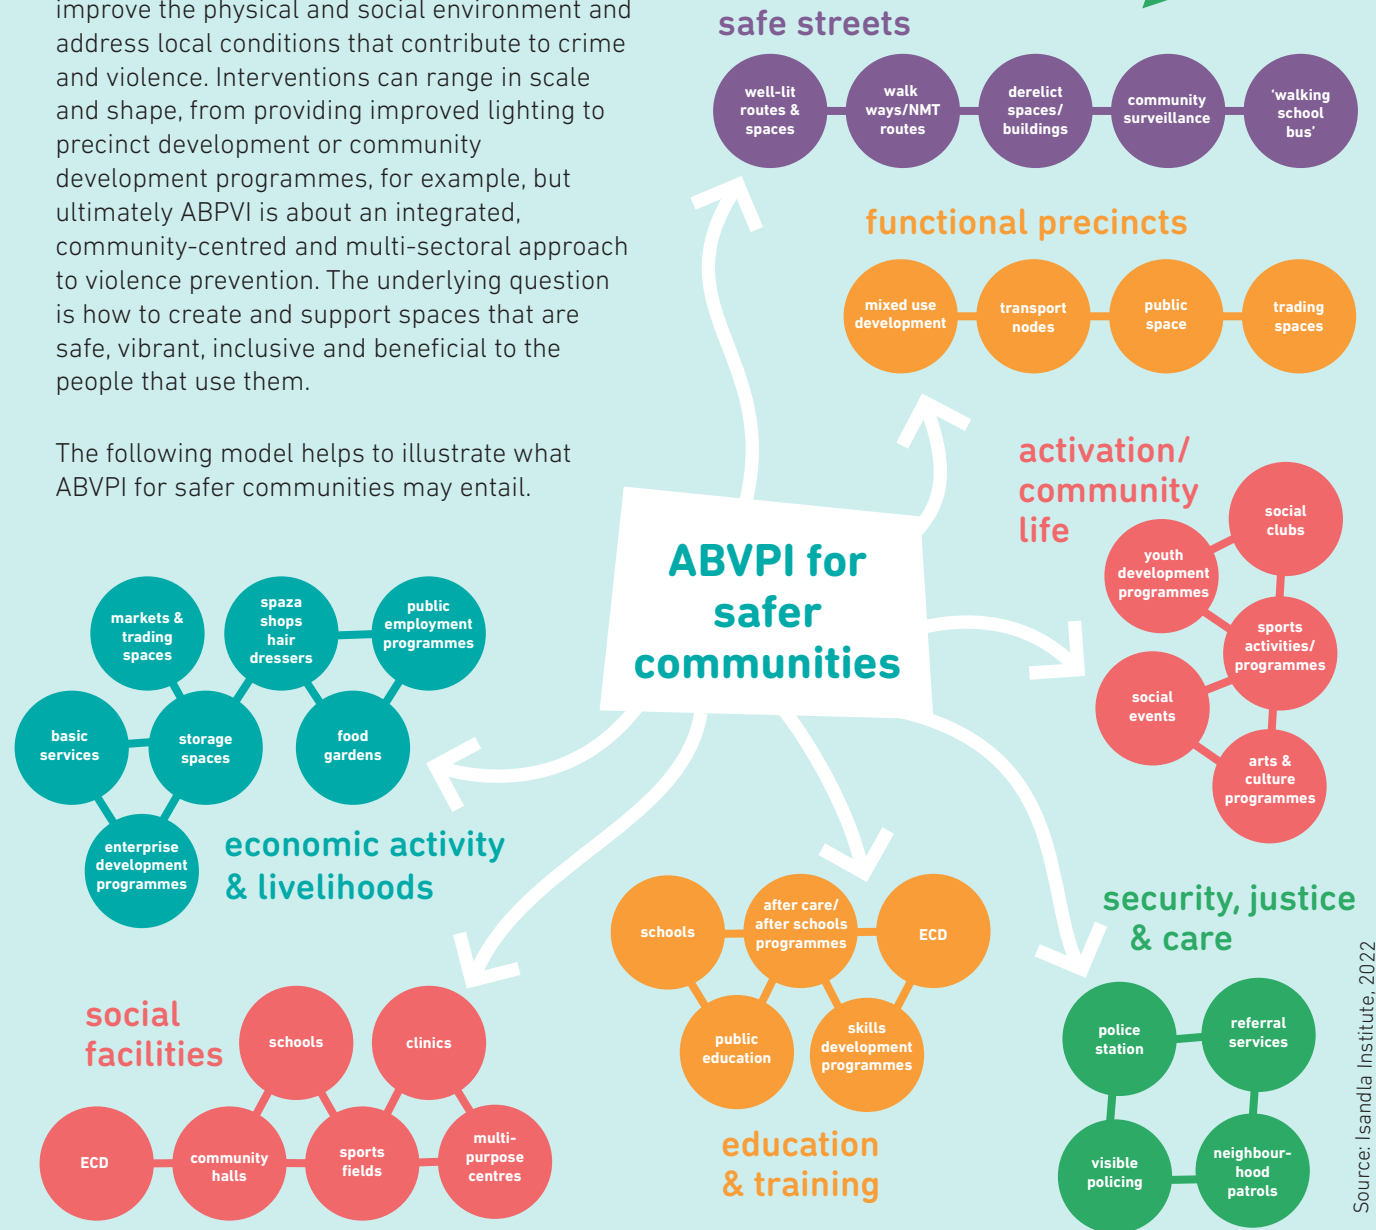 improve the physical and social environment and
address local conditions that contribute to crime
and violence. Interventions can range in scale
and shape, from providing improved lighting to
precinct development or community
development programmes, for example, but
ultimately ABPVI is about an integrated,
community-centred and multi-sectoral approach
to violence prevention. The underlying question
is how to create and support spaces that are
safe, vibrant, inclusive and beneficial to the
people that use them.
The following model helps to illustrate what
ABVPI for safer communities may entail.
safe streets
well-lit
routes &
spaces
walk
ways/NMT
routes
derelict
spaces/
buildings
community
surveillance
'walking
school
bus'
functional precincts
mixed use
development
transport
nodes
public
space
trading
spaces
activation/
community
life
social
clubs
youth
development
programmes
sports
activities/
programmes
social
events
arts &
culture
programmes
ABVPI for
safer
communities
markets &
trading
spaces
spaza
shops
hair
dressers
public
employment
programmes
basic
services
storage
spaces
food
gardens
enterprise
development
programmes
economic activity
& livelihoods
social
facilities
schools
clinics
ECD
community
halls
sports
fields
multi-
purpose
centres
schools
after care/
after schools
programmes
ECD
public
education
skills
development
programmes
education
& training
security, justice
& care
police
station
referral
services
visible
policing
neighbour-
hood
patrols
Source: Isandla Institute, 2022